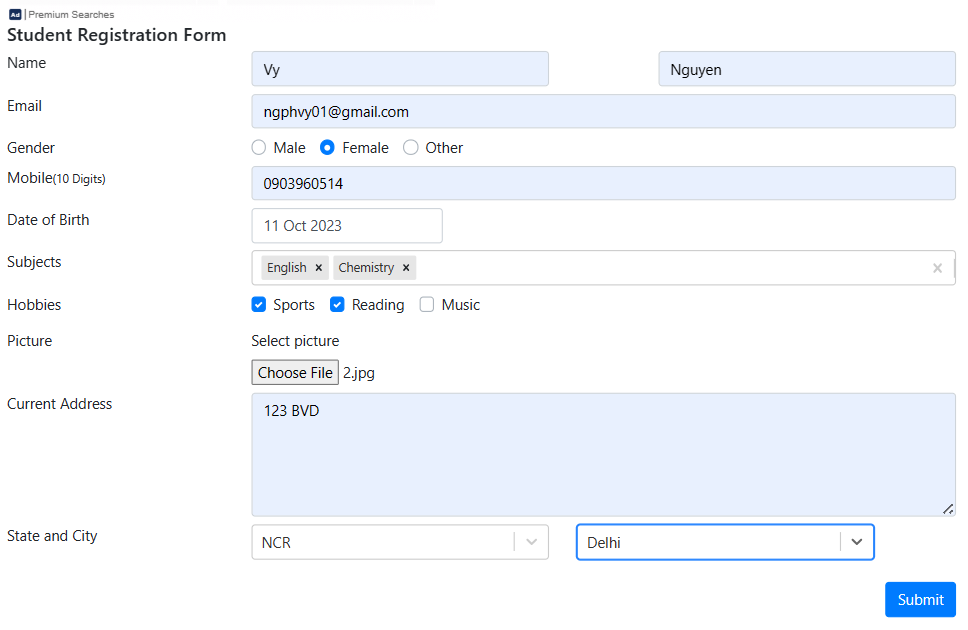 Ad | Premium Searches
Student Registration Form
Name Vy Nguyen
Email ngphvy01@gmail.com
Gender Male Female Other
Mobile(10 Digits) 0903960514
Date of Birth 11 Oct 2023
Subjects English × Chemistry × ×
Hobbies Sports Reading Music
Picture Select picture
Choose File 2.jpg
Current Address 123 BVD
State and City NCR Delhi
Submit